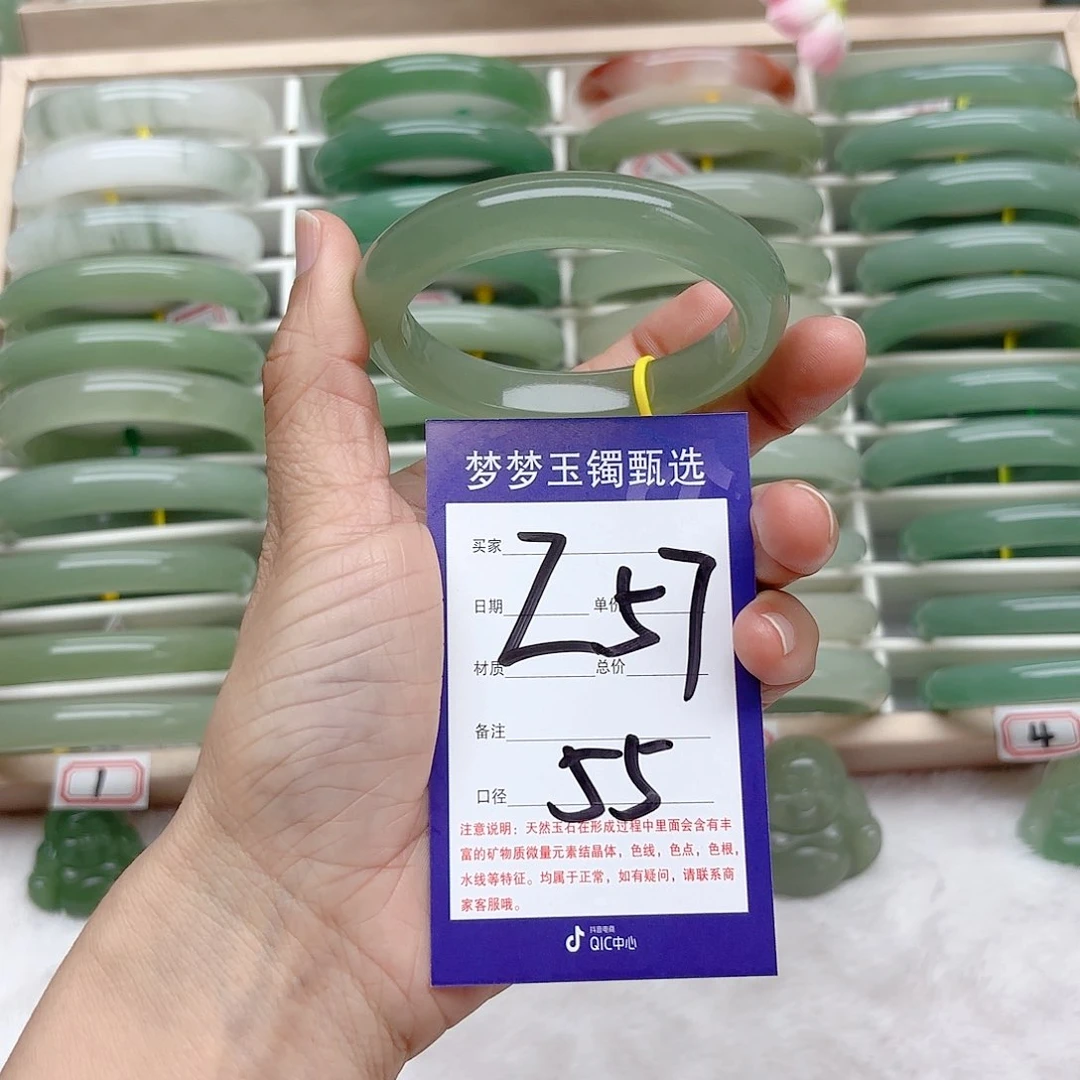 梦梦玉镯甄选
买家
Z57
日期 单价
材质 总价
备注
口径 55
注意说明：天然玉石在形成过程中里面会含有丰
富的矿物质微量元素结晶体，色线，色点，色根，
水线等特征。均属于正常，如有疑问，请联系商
家客服哦。
抖音电商
QIC中心
1
4